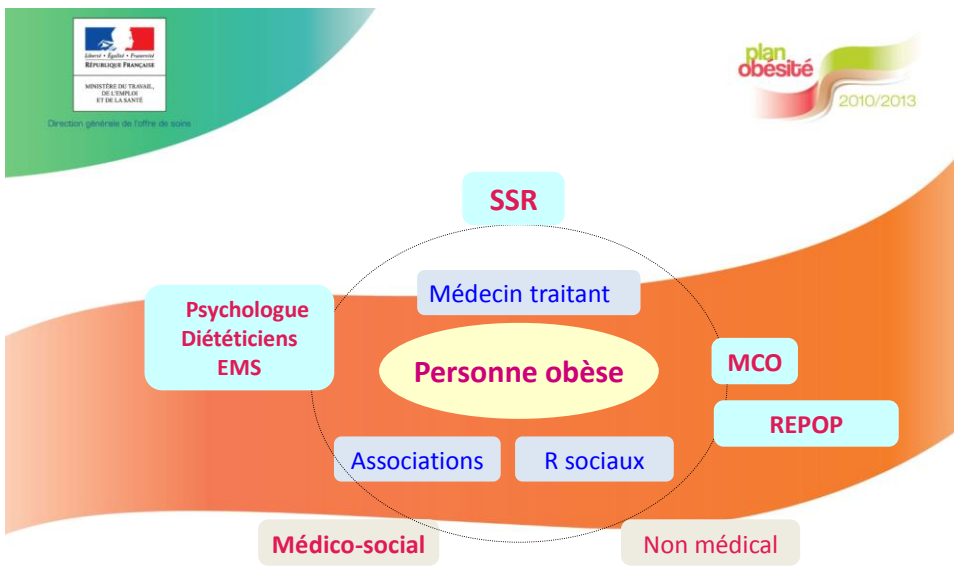 Liberté • Égalité • Fraternité
RÉPUBLIQUE FRANÇAISE
MINISTÈRE DU TRAVAIL,
DE L'EMPLOI
ET DE LA SANTÉ
Direction générale de l'offre de soins
plan
obésité
2010/2013
SSR
Médecin traitant
Psychologue
Diététiciens
EMS
Personne obèse
MCO
REPOP
Associations
R sociaux
Médico-social
Non médical